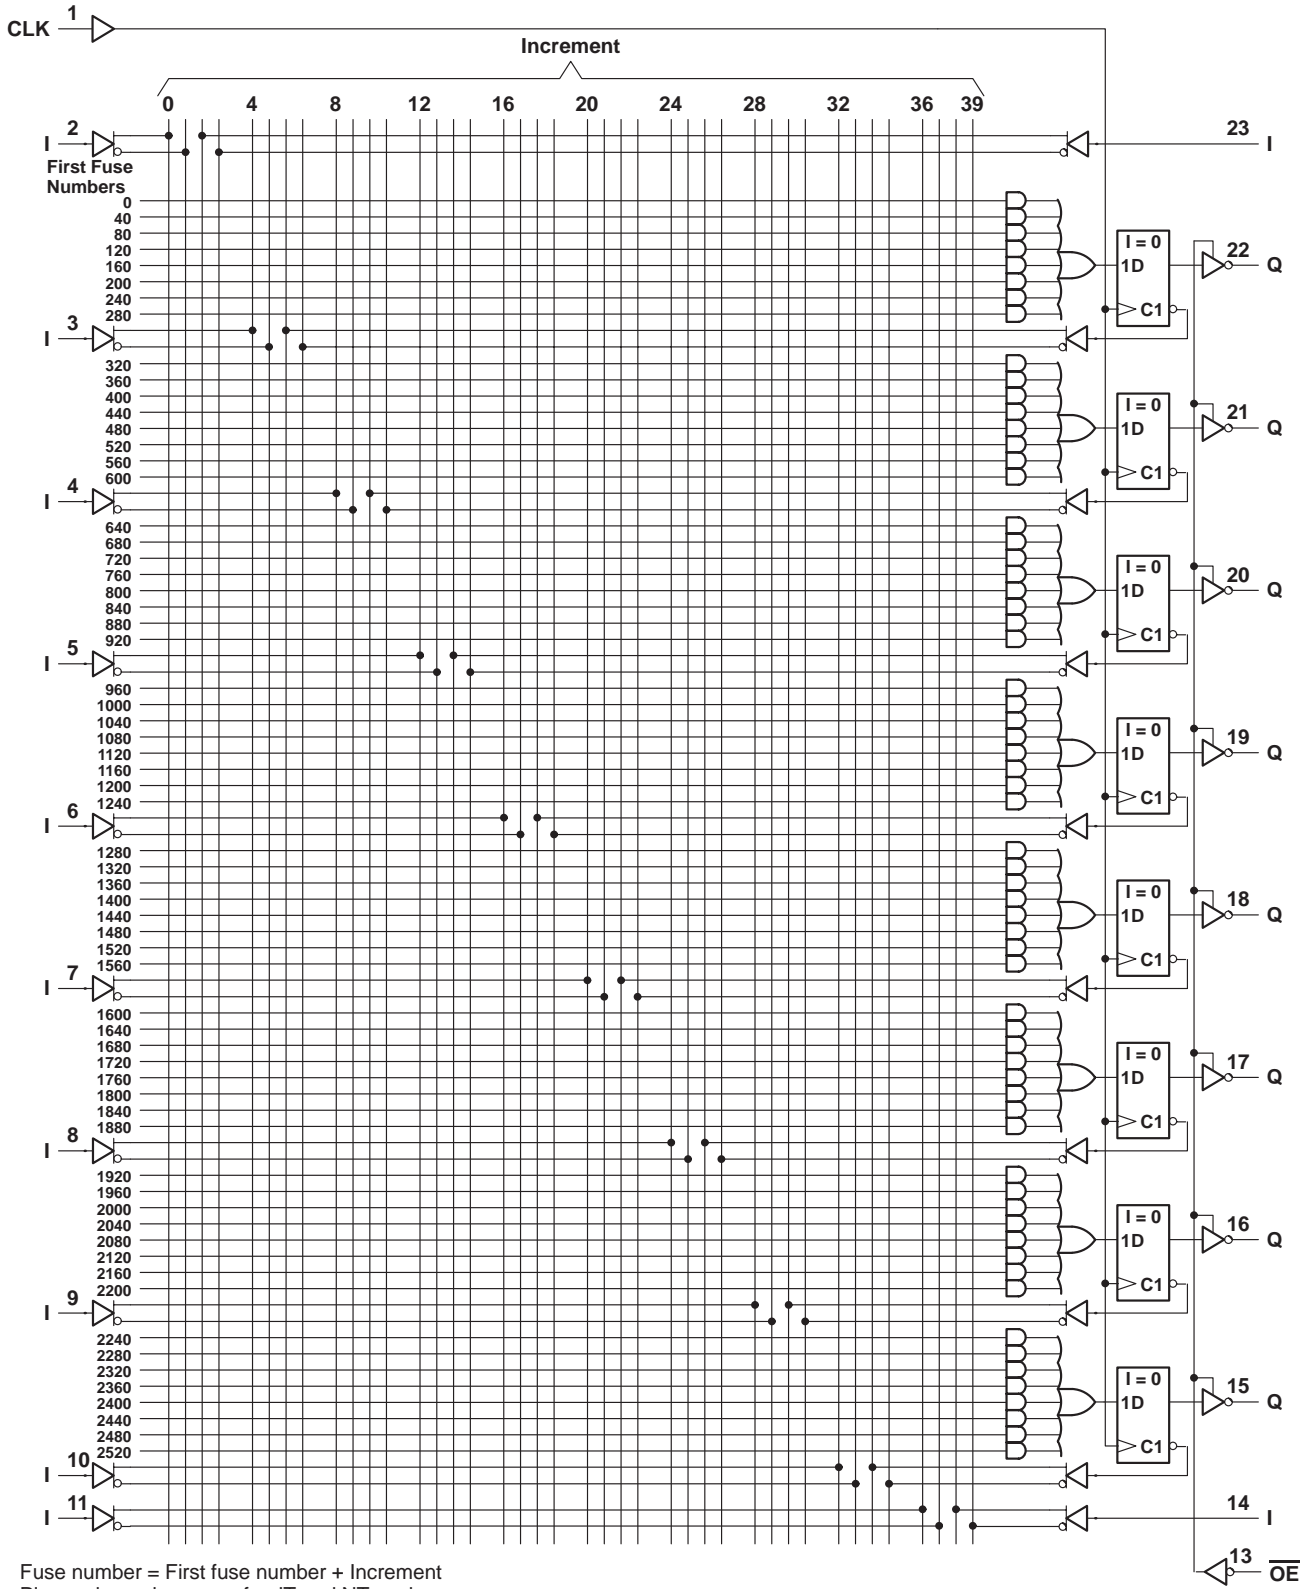 CLK 1
Increment
0 4 8 12 16 20 24 28 32 36 39
I 2 23 I
First Fuse
Numbers
0
40
80
120 I = 0
160 1D 22 Q
200
240
280 C1
I 3
320
360
400 I = 0
440 21
480 1D Q
520
560
600 C1
I 4
640
680
720 I = 0
760 20
800 1D Q
840
880
920 C1
I 5
960
1000
1040 I = 0
1080 19
1120 1D Q
1160
1200
1240 C1
I 6
1280
1320
1360 I = 0
1400 18
1440 1D Q
1480
1520
1560 C1
I 7
1600
1640
1680 I = 0
1720 17
1760 1D Q
1800
1840
1880 C1
I 8
1920
1960
2000 I = 0
2040 16
2080 1D Q
2120
2160
2200 C1
I 9
2240
2280
2320 I = 0
2360 15
2400 1D Q
2440
2480
2520 C1
I 10
I 11 14 I
13 OE
Fuse number = First fuse number + Increment